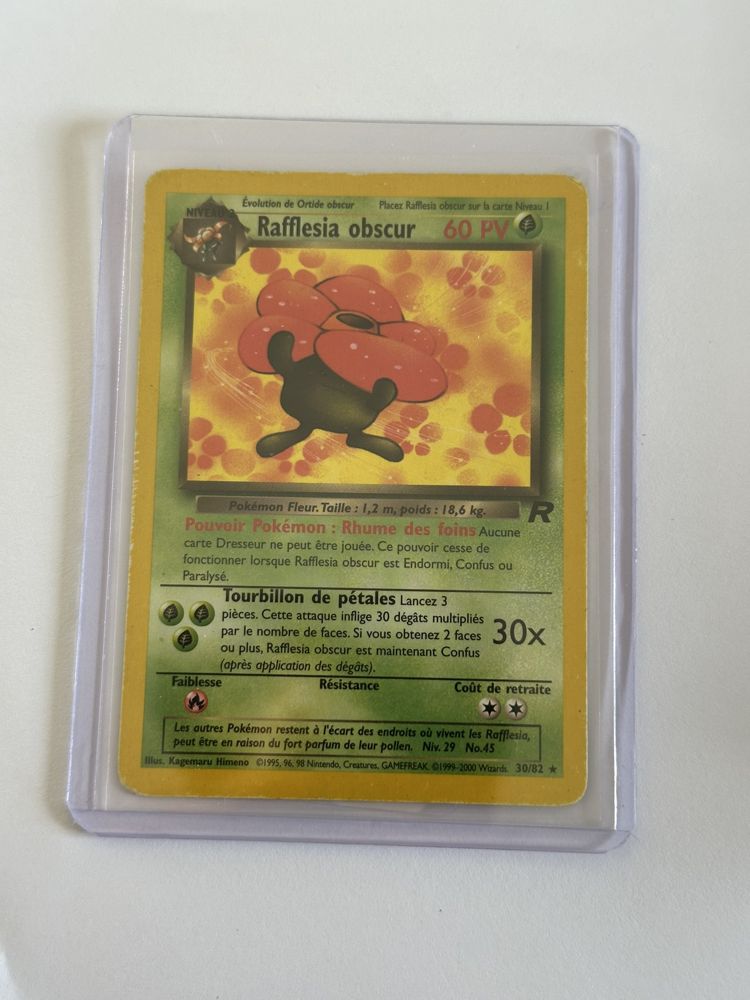 Évolution de Ortide obscur Placez Rafflesia obscur sur la carte Niveau 1
NIVEAU 2
Rafflesia obscur 60 PV
Pokémon Fleur. Taille : 1,2 m, poids : 18,6 kg.
R
Pouvoir Pokémon : Rhume des foins Aucune
carte Dresseur ne peut être jouée. Ce pouvoir cesse de
fonctionner lorsque Rafflesia obscur est Endormi, Confus ou
Paralysé.
Tourbillon de pétales Lancez 3
pièces. Cette attaque inflige 30 dégâts multipliés
par le nombre de faces. Si vous obtenez 2 faces
ou plus, Rafflesia obscur est maintenant Confus
(après application des dégâts).
30x
Faiblesse Résistance Coût de retraite
Les autres Pokémon restent à l'écart des endroits où vivent les Rafflesia,
peut être en raison du fort parfum de leur pollen. Niv. 29 No.45
Illus. Kagemaru Himeno ©1995, 96, 98 Nintendo, Creatures, GAMEFREAK. ©1999-2000 Wizards. 30/82 ★